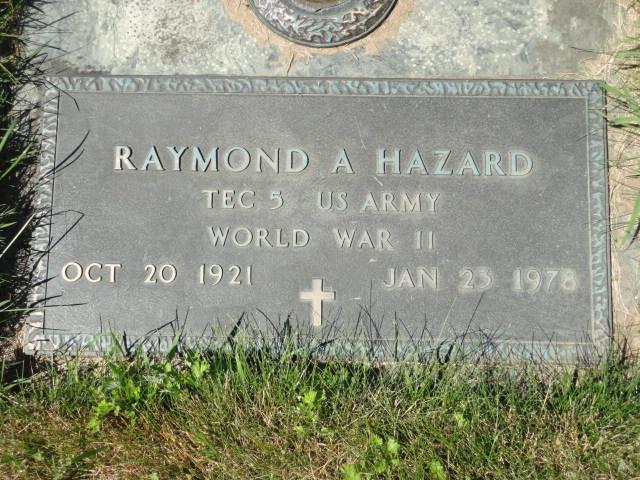 RAYMOND A HAZARD
TEC 5 US ARMY
WORLD WAR II
OCT 20 1921 JAN 23 1978